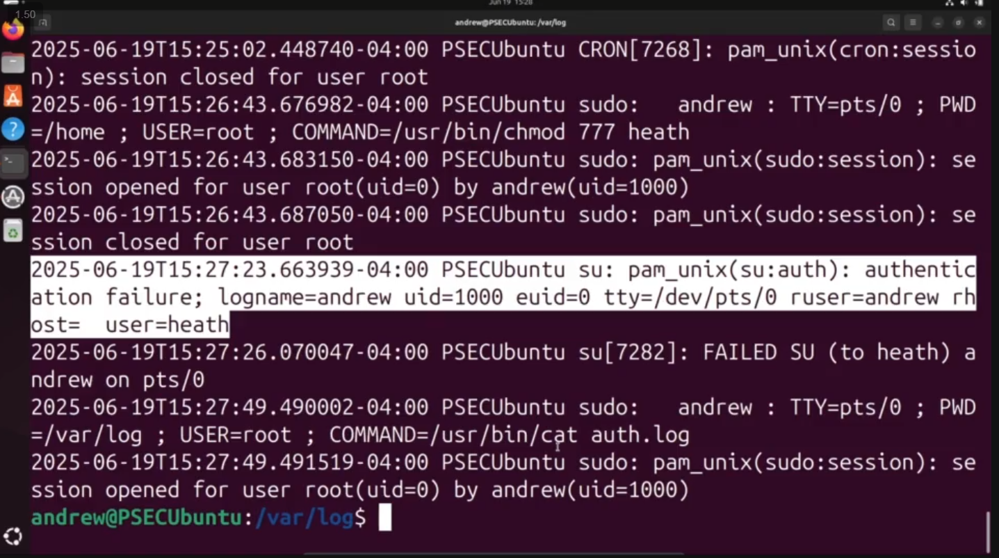 Jun 19 15:28
1.50
andrew@PSECUbuntu: /var/log
2025-06-19T15:25:02.448740-04:00 PSECUbuntu CRON[7268]: pam_unix(cron:sessio
n): session closed for user root
2025-06-19T15:26:43.676982-04:00 PSECUbuntu sudo:   andrew : TTY=pts/0 ; PWD
=/home ; USER=root ; COMMAND=/usr/bin/chmod 777 heath
2025-06-19T15:26:43.683150-04:00 PSECUbuntu sudo: pam_unix(sudo:session): se
ssion opened for user root(uid=0) by andrew(uid=1000)
2025-06-19T15:26:43.687050-04:00 PSECUbuntu sudo: pam_unix(sudo:session): se
ssion closed for user root
2025-06-19T15:27:23.663939-04:00 PSECUbuntu su: pam_unix(su:auth): authentic
ation failure; logname=andrew uid=1000 euid=0 tty=/dev/pts/0 ruser=andrew rh
ost=  user=heath
2025-06-19T15:27:26.070047-04:00 PSECUbuntu su[7282]: FAILED SU (to heath) a
ndrew on pts/0
2025-06-19T15:27:49.490002-04:00 PSECUbuntu sudo:   andrew : TTY=pts/0 ; PWD
=/var/log ; USER=root ; COMMAND=/usr/bin/cat auth.log
2025-06-19T15:27:49.491519-04:00 PSECUbuntu sudo: pam_unix(sudo:session): se
ssion opened for user root(uid=0) by andrew(uid=1000)
andrew@PSECUbuntu:/var/log$